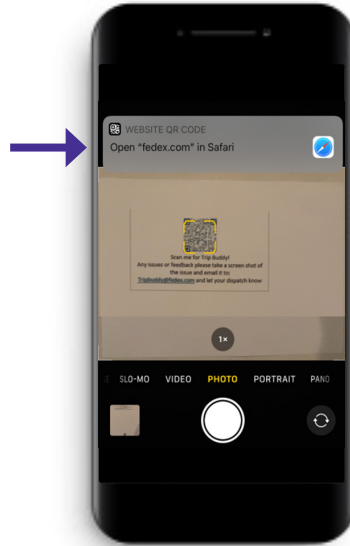 WEBSITE QR CODE
Open “fedex.com” in Safari
Scan me for Trip Buddy!
Any issues or feedback please take a screen shot of
the issue and email it to:
TripBuddy@fedex.com and let your dispatch know
1×
SLO-MO VIDEO PHOTO PORTRAIT PANO